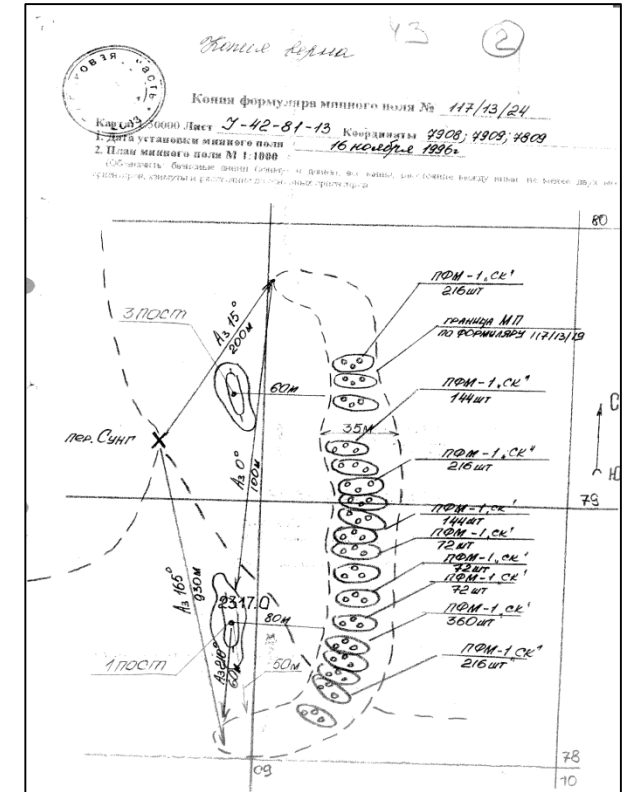 Копия верна
43
2
Копия формуляра минного поля № 117/13/24
Лист J-42-81-13 Координаты 7908; 7909; 7809
1. Дата установки минного поля 16 ноября 1996г
2. План минного поля М 1:1000
80
3 ПОСТ
Аз 15°
200м
ПФМ-1„СК"
216шт
ГРАНИЦА МП
ПО ФОРМУЛЯРУ 117/13/19
60м
ПФМ-1„СК"
144шт
С
35м
пер. Сунг
Аз 0°
100м
ПФМ-1„СК"
216шт
Ю
79
ПФМ-1„СК"
144шт
ПФМ-1„СК"
72шт
ПФМ-1„СК"
72шт
ПФМ-1„СК"
72шт
Аз 165°
930м
2317.0
80м
ПФМ-1„СК"
360шт
1 ПОСТ
60м
50м
ПФМ-1„СК"
216шт
78
09
10